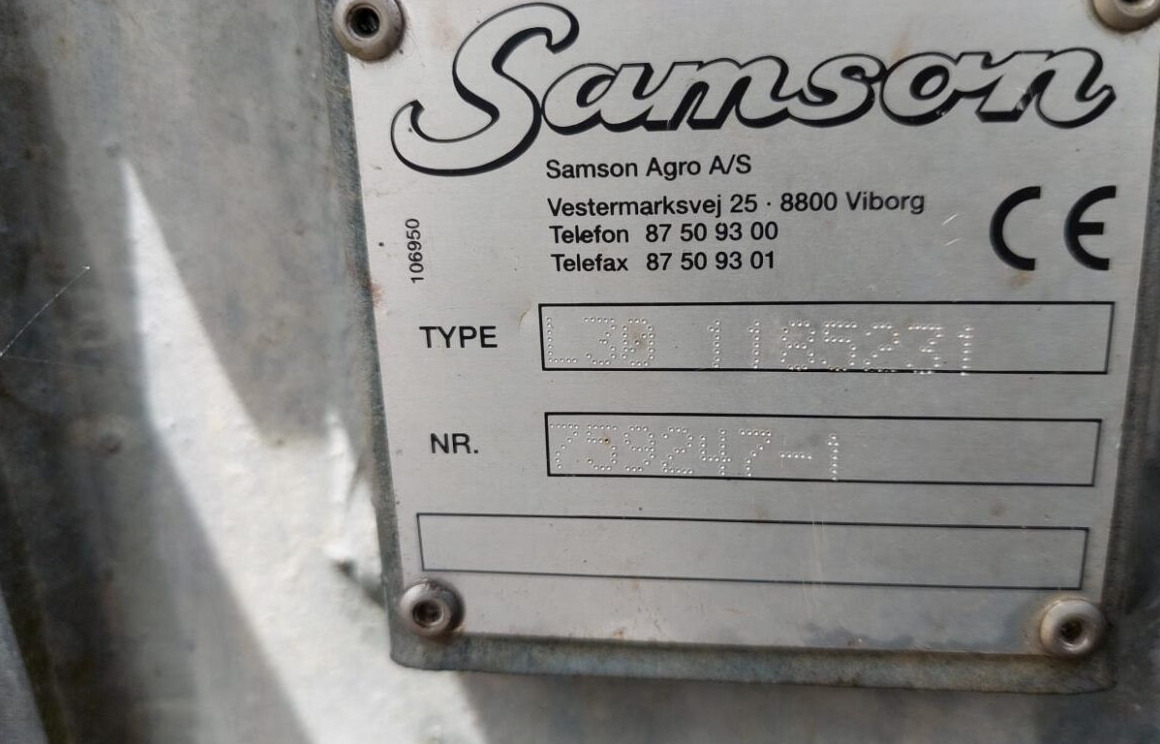 Samson
Samson Agro A/S
Vestermarksvej 25 · 8800 Viborg
Telefon 87 50 93 00
Telefax 87 50 93 01
CE
106950
TYPE L30 1185231
NR. 759247-1